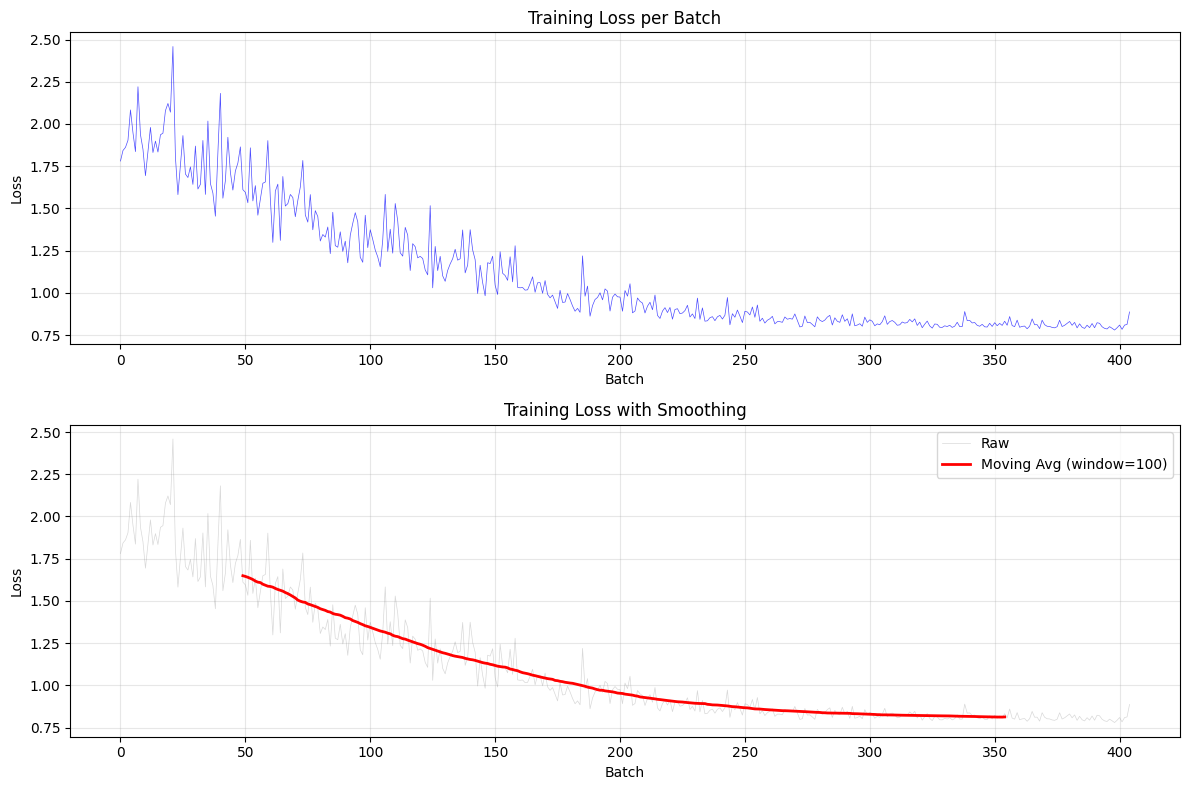 Training Loss per Batch
2.50
2.25
2.00
1.75
1.50
1.25
1.00
0.75
Loss
0 50 100 150 200 250 300 350 400
Batch
Training Loss with Smoothing
2.50
2.25
2.00
1.75
1.50
1.25
1.00
0.75
Loss
Raw
Moving Avg (window=100)
0 50 100 150 200 250 300 350 400
Batch